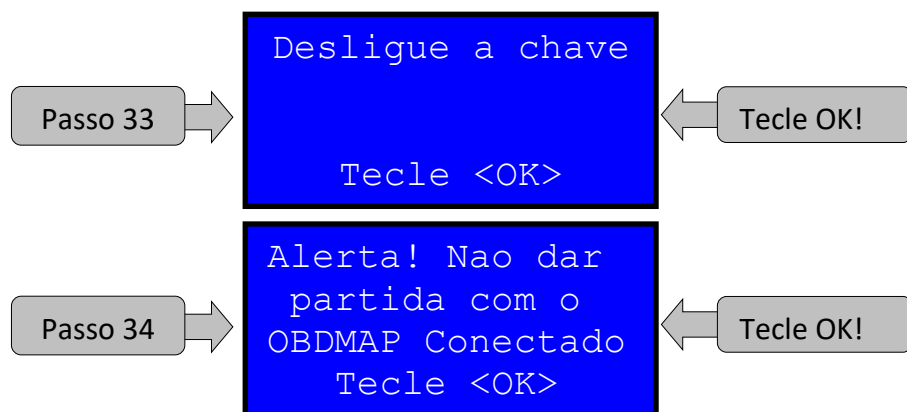 Desligue a chave
Passo 33
Tecle OK!
Tecle <OK>
Alerta! Nao dar
partida com o
Passo 34
Tecle OK!
OBDMAP Conectado
Tecle <OK>